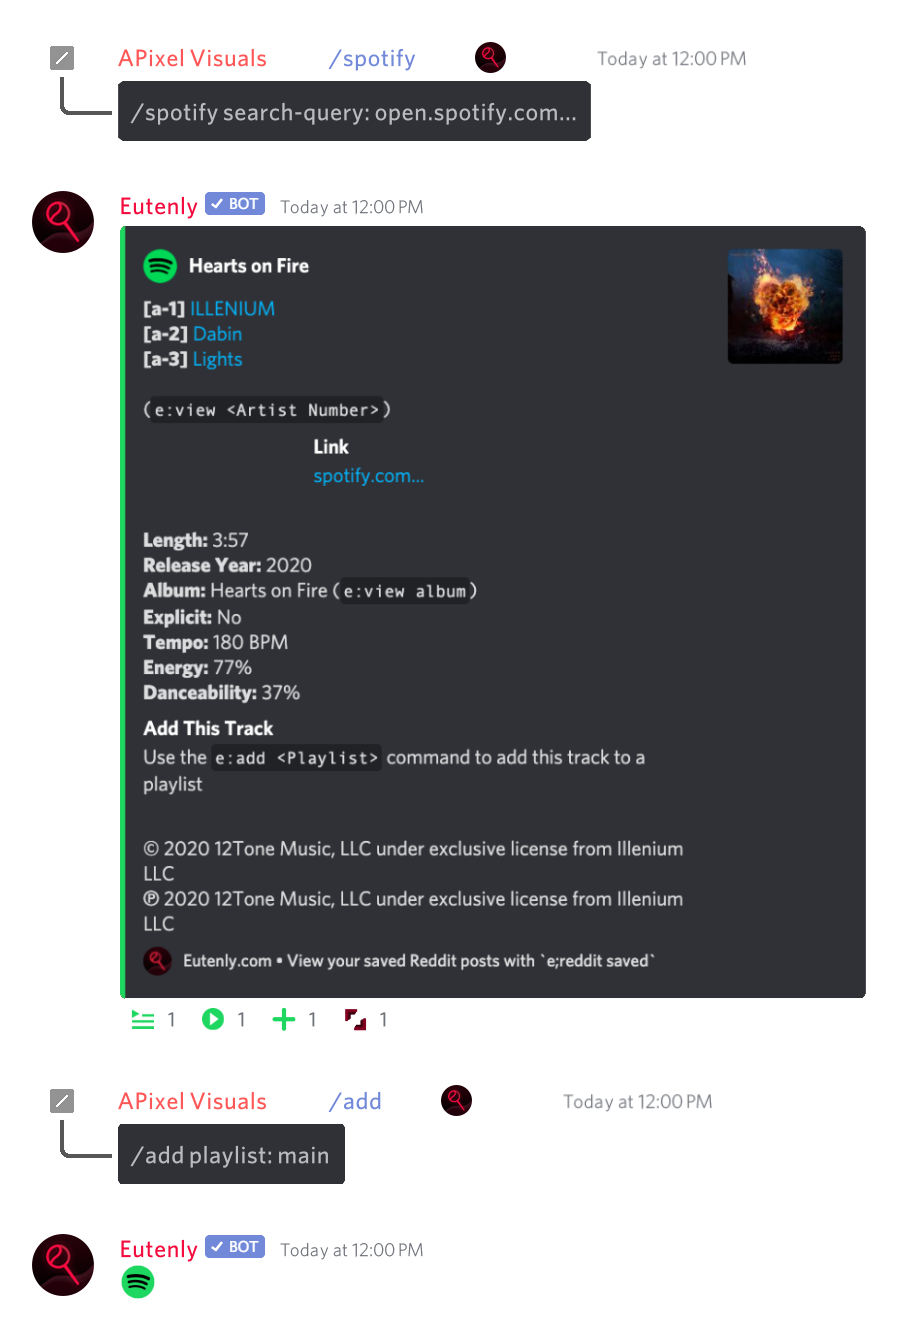 APixel Visuals /spotify Today at 12:00 PM
/spotify search-query: open.spotify.com...
Eutenly ✓ BOT Today at 12:00 PM
Hearts on Fire
[a-1] ILLENIUM
[a-2] Dabin
[a-3] Lights
(e:view <Artist Number>)
Link
spotify.com...
Length: 3:57
Release Year: 2020
Album: Hearts on Fire (e:view album)
Explicit: No
Tempo: 180 BPM
Energy: 77%
Danceability: 37%
Add This Track
Use the e:add <Playlist> command to add this track to a
playlist
© 2020 12Tone Music, LLC under exclusive license from Illenium
LLC
℗ 2020 12Tone Music, LLC under exclusive license from Illenium
LLC
Eutenly.com • View your saved Reddit posts with `e;reddit saved`
1 1 1 1
APixel Visuals /add Today at 12:00 PM
/add playlist: main
Eutenly ✓ BOT Today at 12:00 PM